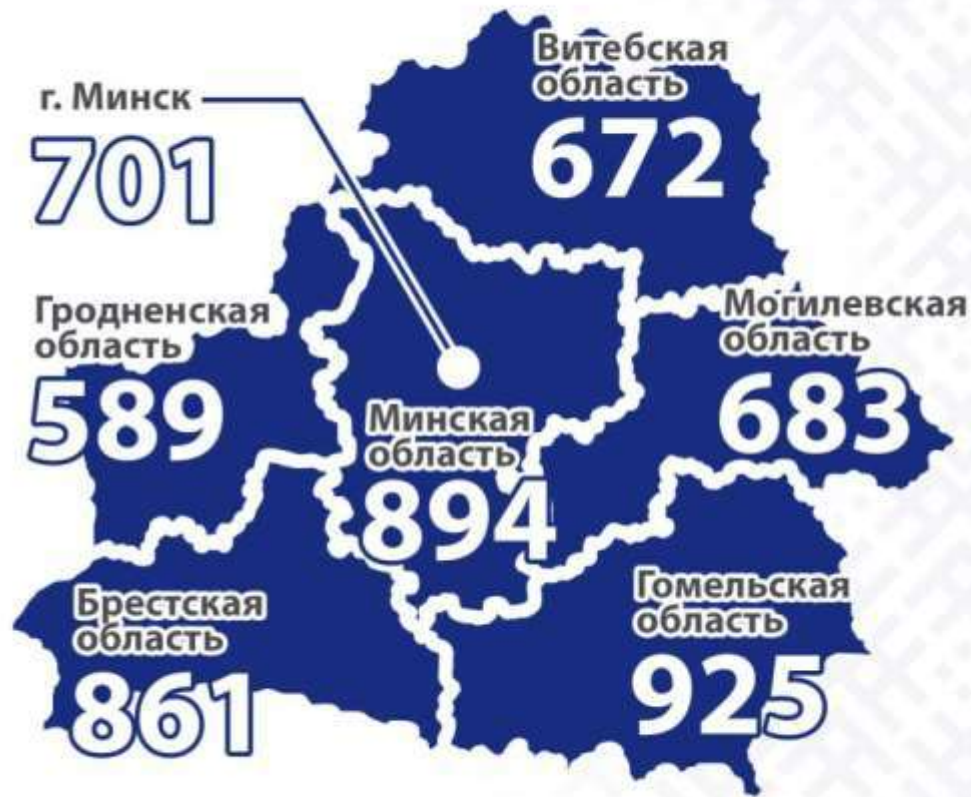 г. Минск
701
Витебская
область
672
Гродненская
область
589
Могилевская
область
683
Минская
область
894
Брестская
область
861
Гомельская
область
925